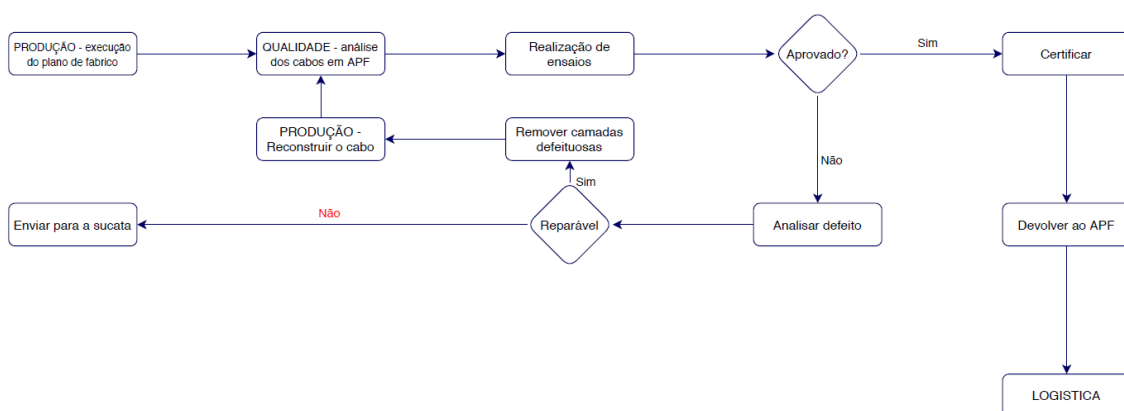 PRODUÇÃO - execução
do plano de fabrico
QUALIDADE - análise
dos cabos em APF
Realização de
ensaios
Aprovado?
Sim
Certificar
PRODUÇÃO -
Reconstruir o cabo
Remover camadas
defeituosas
Não
Sim
Enviar para a sucata
Não
Reparável
Analisar defeito
Devolver ao APF
LOGISTICA